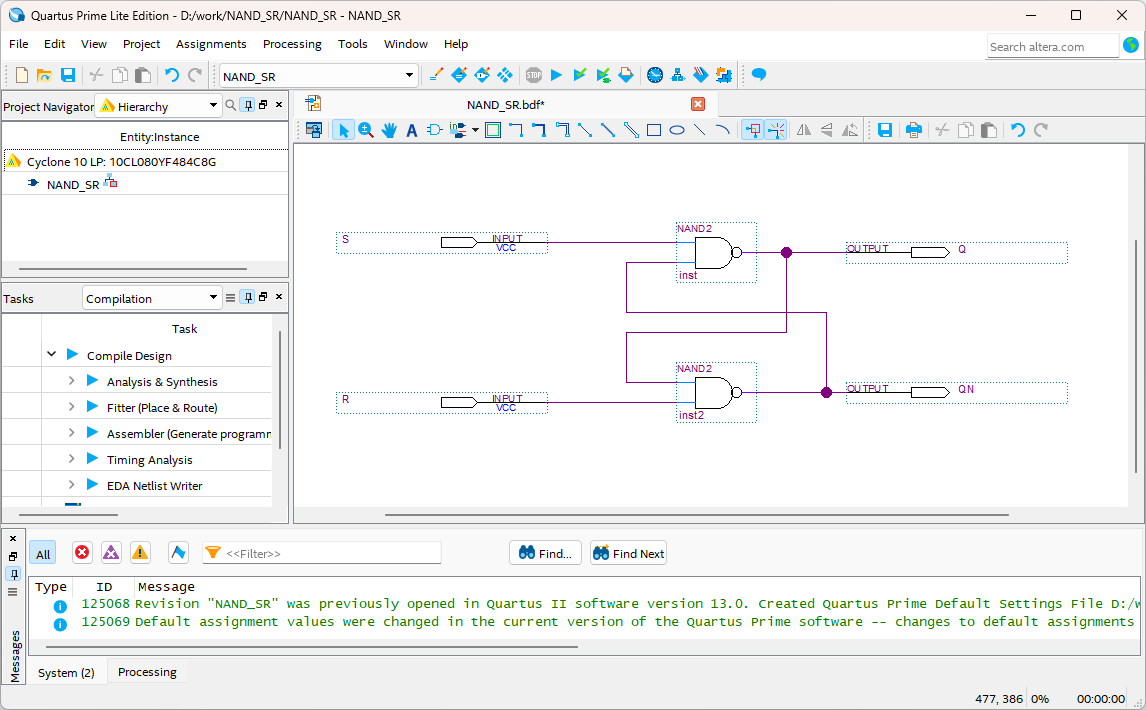 Quartus Prime Lite Edition - D:/work/NAND_SR/NAND_SR - NAND_SR
File Edit View Project Assignments Processing Tools Window Help
Search altera.com
NAND_SR
STOP
Project Navigator Hierarchy
Entity:Instance
Cyclone 10 LP: 10CL080YF484C8G
NAND_SR
NAND_SR.bdf*
A
S
INPUT
VCC
NAND2
inst
OUTPUT
Q
R
INPUT
VCC
NAND2
inst2
OUTPUT
QN
Tasks Compilation
Task
Compile Design
Analysis & Synthesis
Fitter (Place & Route)
Assembler (Generate programm
Timing Analysis
EDA Netlist Writer
All
<<Filter>>
Find...
Find Next
Type ID Message
125068 Revision "NAND_SR" was previously opened in Quartus II software version 13.0. Created Quartus Prime Default Settings File D:/w
125069 Default assignment values were changed in the current version of the Quartus Prime software -- changes to default assignments
Messages
System (2) Processing
477, 386 0% 00:00:00